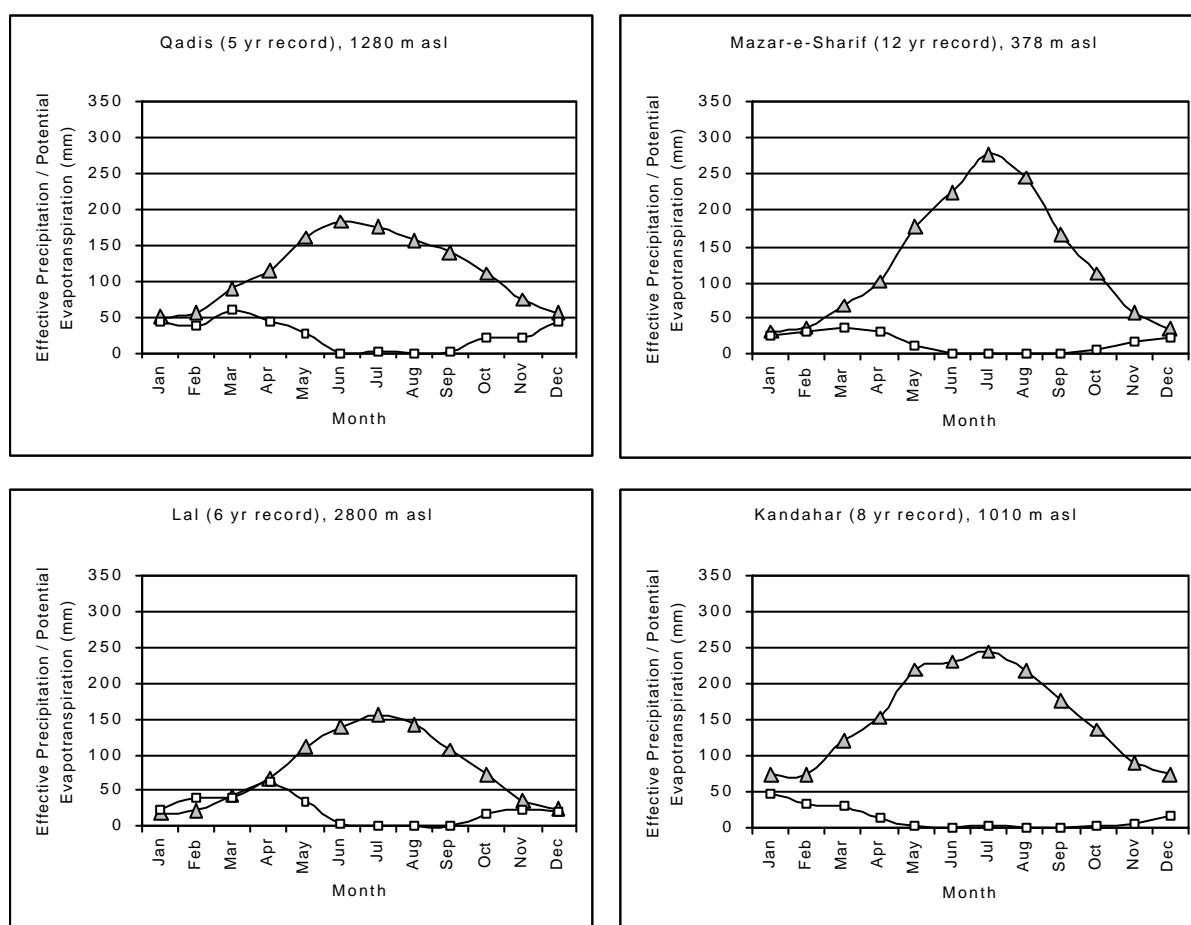 Qadis (5 yr record), 1280 m asl
Effective Precipitation / Potential
Evapotranspiration (mm)
350
300
250
200
150
100
50
0
Jan
Feb
Mar
Apr
May
Jun
Jul
Aug
Sep
Oct
Nov
Dec
Month
Mazar-e-Sharif (12 yr record), 378 m asl
Effective Precipitation / Potential
Evapotranspiration (mm)
350
300
250
200
150
100
50
0
Jan
Feb
Mar
Apr
May
Jun
Jul
Aug
Sep
Oct
Nov
Dec
Month
Lal (6 yr record), 2800 m asl
Effective Precipitation / Potential
Evapotranspiration (mm)
350
300
250
200
150
100
50
0
Jan
Feb
Mar
Apr
May
Jun
Jul
Aug
Sep
Oct
Nov
Dec
Month
Kandahar (8 yr record), 1010 m asl
Effective Precipitation / Potential
Evapotranspiration (mm)
350
300
250
200
150
100
50
0
Jan
Feb
Mar
Apr
May
Jun
Jul
Aug
Sep
Oct
Nov
Dec
Month